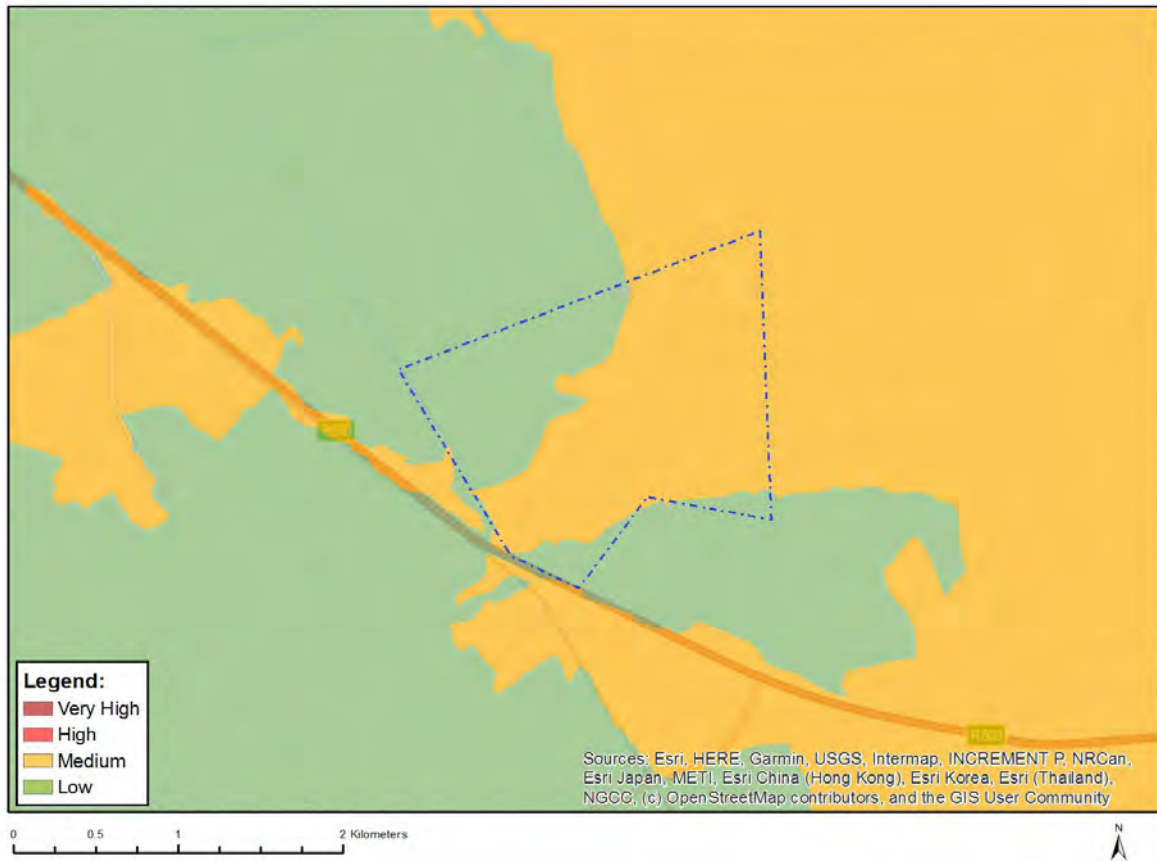 Legend:
Very High
High
Medium
Low
Sources: Esri, HERE, Garmin, USGS, Intermap, INCREMENT P, NRCan,
Esri Japan, METI, Esri China (Hong Kong), Esri Korea, Esri (Thailand),
NGCC, (c) OpenStreetMap contributors, and the GIS User Community
0 0.5 1 2 Kilometers
N